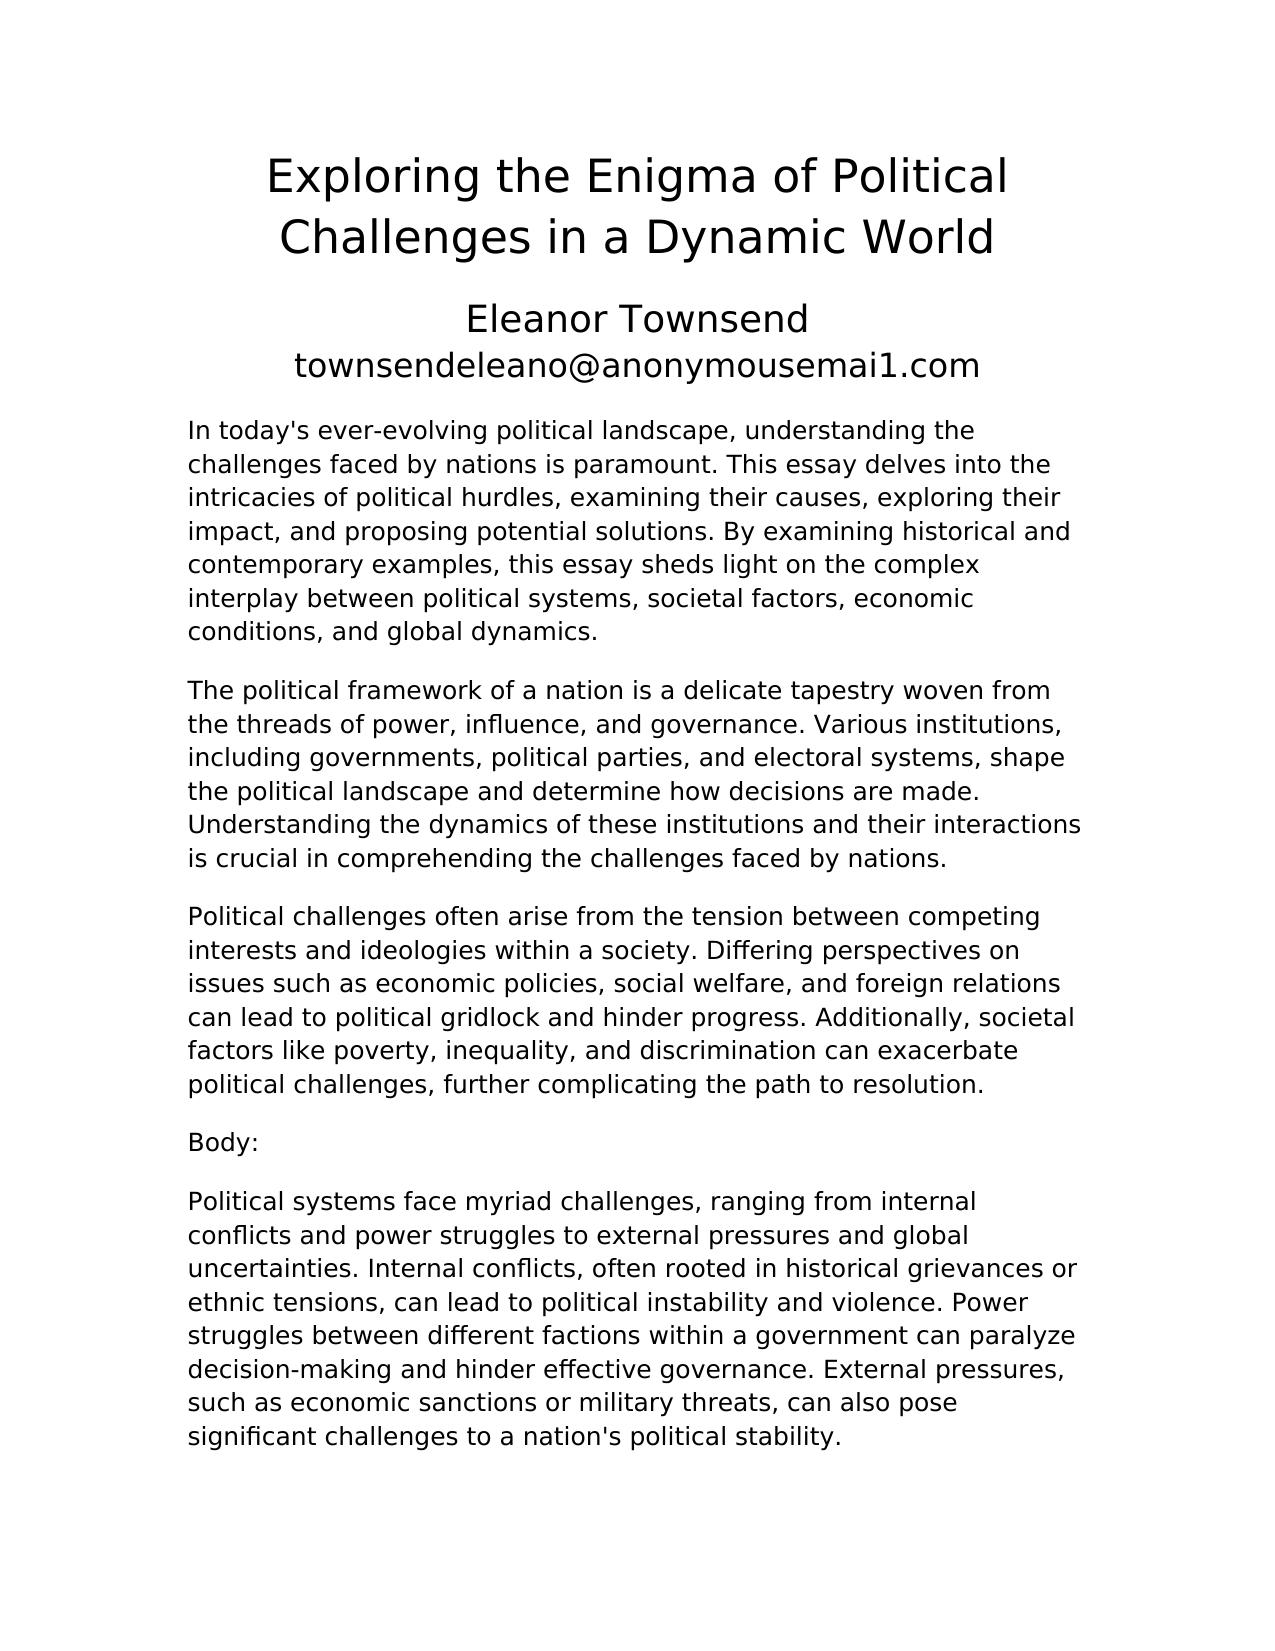 Exploring the Enigma of Political
Challenges in a Dynamic World
Eleanor Townsend
townsendeleano@anonymousemai1.com
In today's ever-evolving political landscape, understanding the
challenges faced by nations is paramount. This essay delves into the
intricacies of political hurdles, examining their causes, exploring their
impact, and proposing potential solutions. By examining historical and
contemporary examples, this essay sheds light on the complex
interplay between political systems, societal factors, economic
conditions, and global dynamics.
The political framework of a nation is a delicate tapestry woven from
the threads of power, influence, and governance. Various institutions,
including governments, political parties, and electoral systems, shape
the political landscape and determine how decisions are made.
Understanding the dynamics of these institutions and their interactions
is crucial in comprehending the challenges faced by nations.
Political challenges often arise from the tension between competing
interests and ideologies within a society. Differing perspectives on
issues such as economic policies, social welfare, and foreign relations
can lead to political gridlock and hinder progress. Additionally, societal
factors like poverty, inequality, and discrimination can exacerbate
political challenges, further complicating the path to resolution.
Body:
Political systems face myriad challenges, ranging from internal
conflicts and power struggles to external pressures and global
uncertainties. Internal conflicts, often rooted in historical grievances or
ethnic tensions, can lead to political instability and violence. Power
struggles between different factions within a government can paralyze
decision-making and hinder effective governance. External pressures,
such as economic sanctions or military threats, can also pose
significant challenges to a nation's political stability.